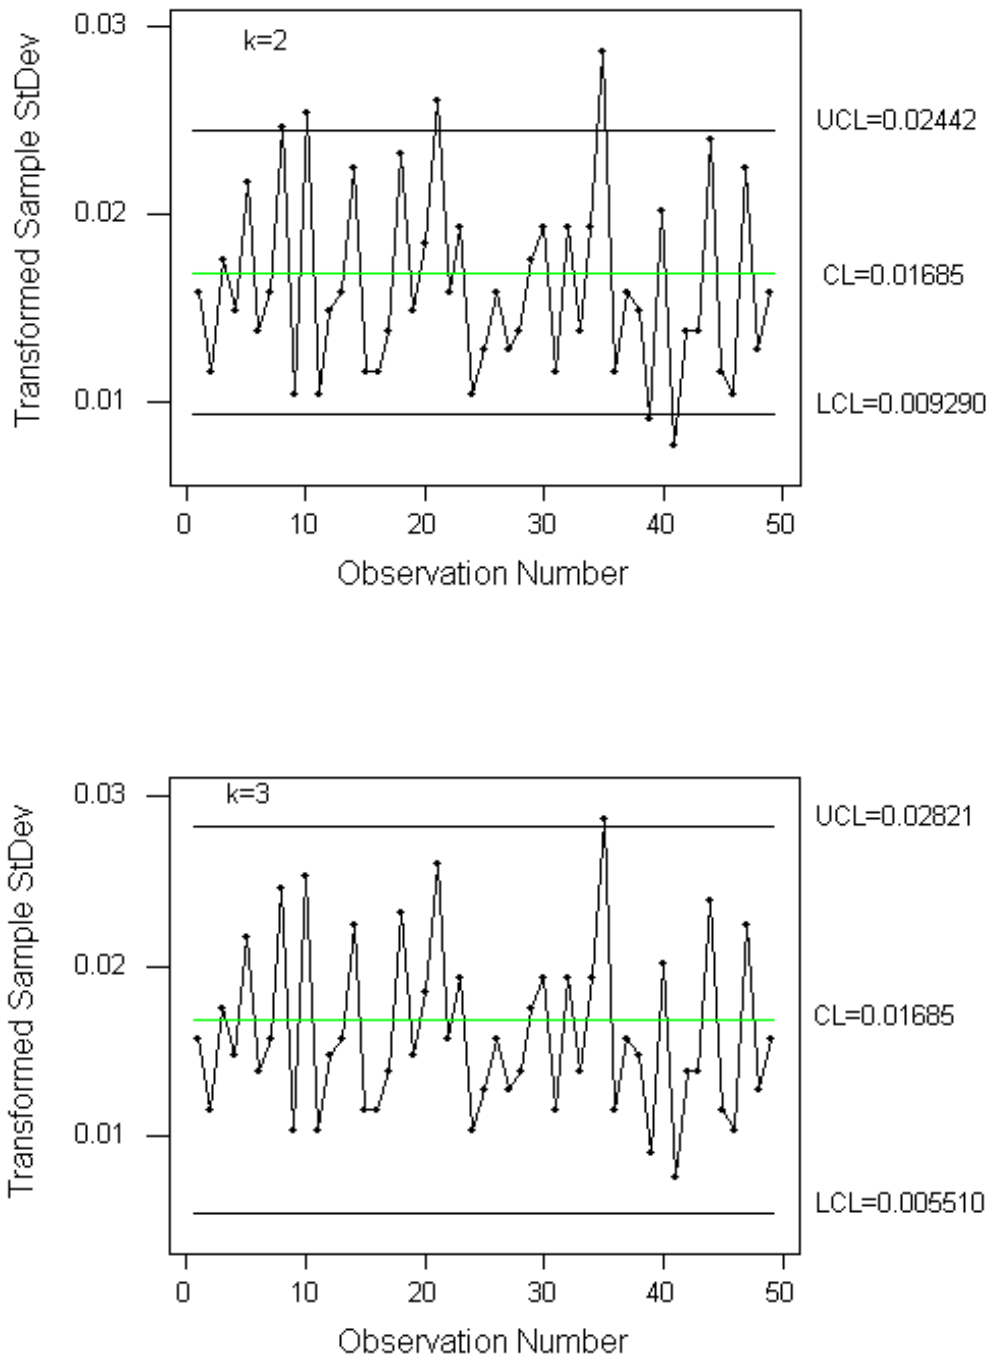 0.03
k=2
UCL=0.02442
0.02
CL=0.01685
0.01
LCL=0.009290
Transformed Sample StDev
0 10 20 30 40 50
Observation Number
0.03
k=3
UCL=0.02821
0.02
CL=0.01685
0.01
LCL=0.005510
Transformed Sample StDev
0 10 20 30 40 50
Observation Number